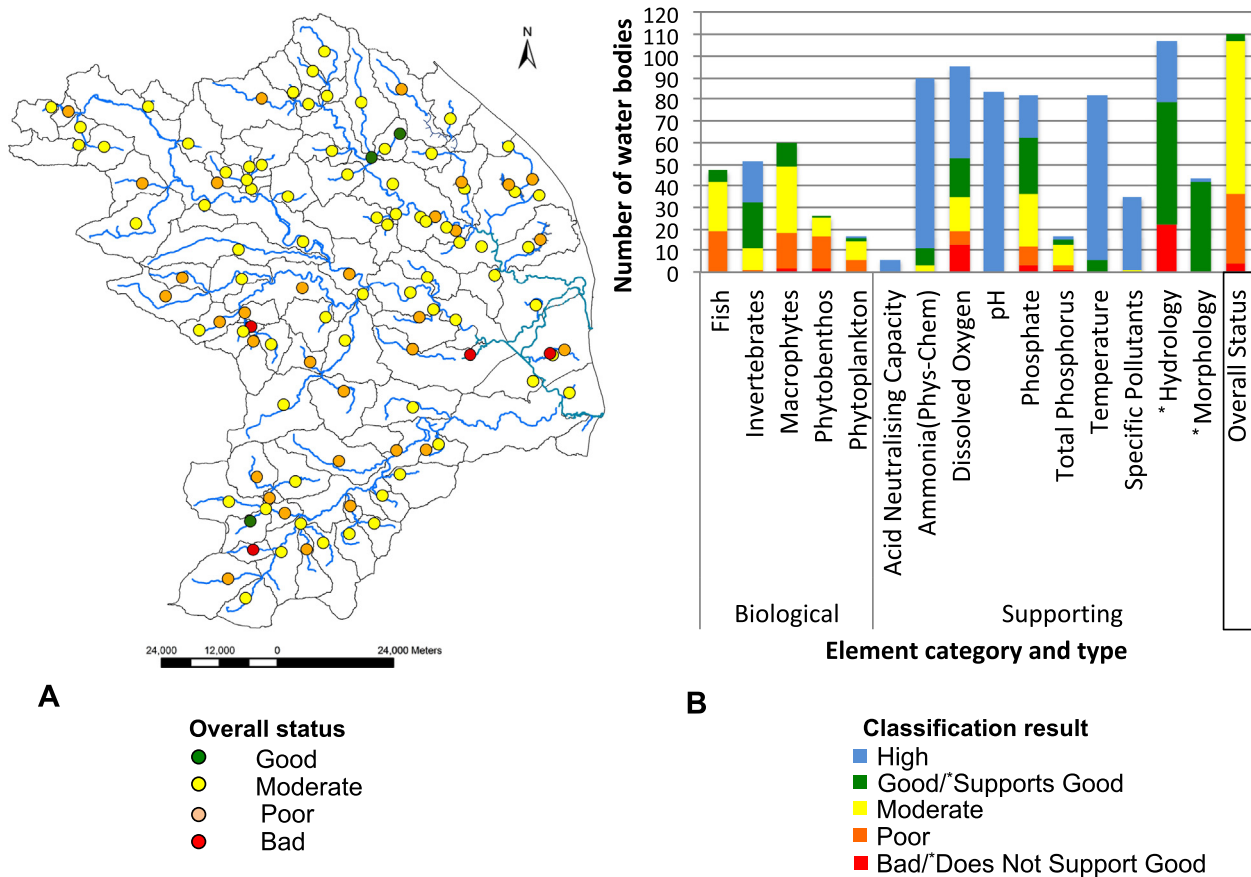 N
24,000 12,000 0 24,000 Meters
A
Overall status
Good
Moderate
Poor
Bad
Number of water bodies
120
110
100
90
80
70
60
50
40
30
20
10
0
Fish
Invertebrates
Macrophytes
Phytobenthos
Phytoplankton
Acid Neutralising Capacity
Ammonia(Phys-Chem)
Dissolved Oxygen
pH
Phosphate
Total Phosphorus
Temperature
Specific Pollutants
*Hydrology
*Morphology
Overall Status
Biological Supporting
Element category and type
B
Classification result
High
Good/*Supports Good
Moderate
Poor
Bad/*Does Not Support Good